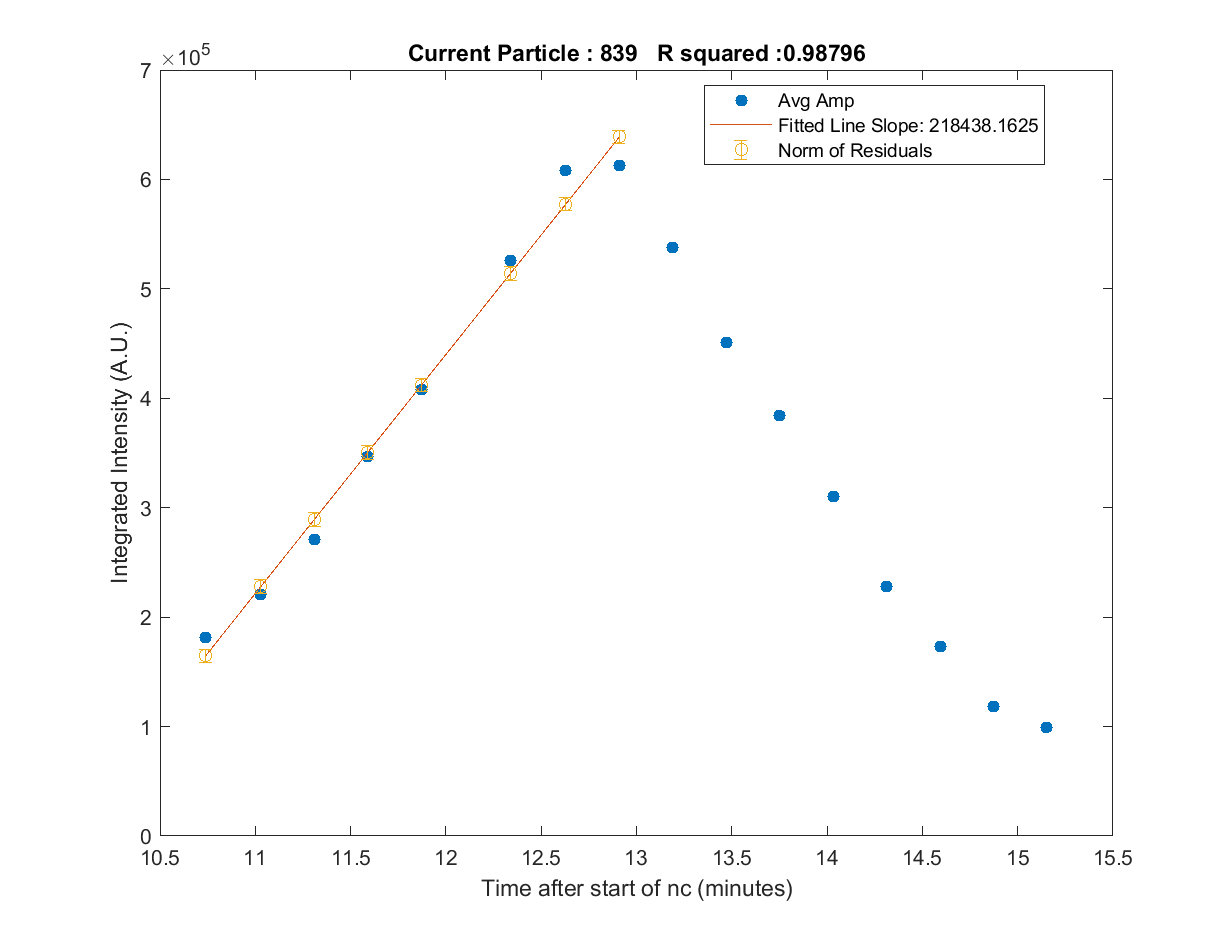 Current Particle : 839   R squared :0.98796
×10^5
7
6
5
4
3
2
1
0
Integrated Intensity (A.U.)
Avg Amp
Fitted Line Slope: 218438.1625
Norm of Residuals
10.5 11 11.5 12 12.5 13 13.5 14 14.5 15 15.5
Time after start of nc (minutes)